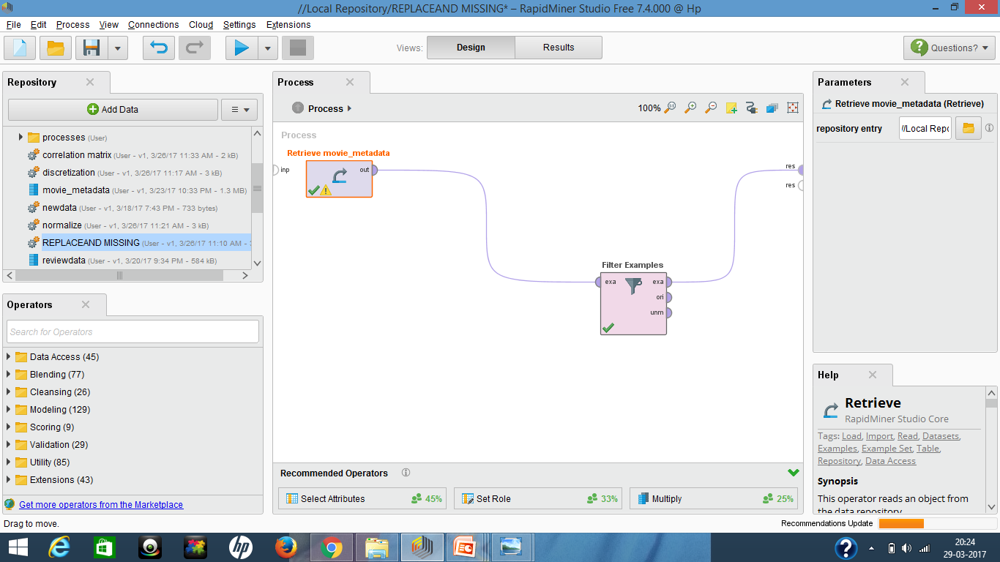 //Local Repository/REPLACEAND MISSING* – RapidMiner Studio Free 7.4.000 @ Hp
File Edit Process View Connections Cloud Settings Extensions
Views: Design Results
Questions?
Repository
Add Data
processes (User)
correlation matrix (User - v1, 3/26/17 11:33 AM - 2 kB)
discretization (User - v1, 3/26/17 11:17 AM - 3 kB)
movie_metadata (User - v1, 3/23/17 10:33 PM - 1.3 MB)
newdata (User - v1, 3/18/17 7:43 PM - 733 bytes)
normalize (User - v1, 3/26/17 11:21 AM - 3 kB)
REPLACEAND MISSING (User - v1, 3/26/17 11:10 AM -
reviewdata (User - v1, 3/20/17 9:34 PM - 584 kB)
Operators
Search for Operators
Data Access (45)
Blending (77)
Cleansing (26)
Modeling (129)
Scoring (9)
Validation (29)
Utility (85)
Extensions (43)
Get more operators from the Marketplace
Drag to move.
Process
Process
100%
Process
Retrieve movie_metadata
inp
out
res
res
Filter Examples
exa
exa
ori
unm
Recommended Operators
Select Attributes 45%
Set Role 33%
Multiply 25%
Parameters
Retrieve movie_metadata (Retrieve)
repository entry
//Local Repo
Help
Retrieve
RapidMiner Studio Core
Tags: Load, Import, Read, Datasets,
Examples, Example Set, Table,
Repository, Data Access
Synopsis
This operator reads an object from
the data repository
Recommendations Update
hp
20:24
29-03-2017